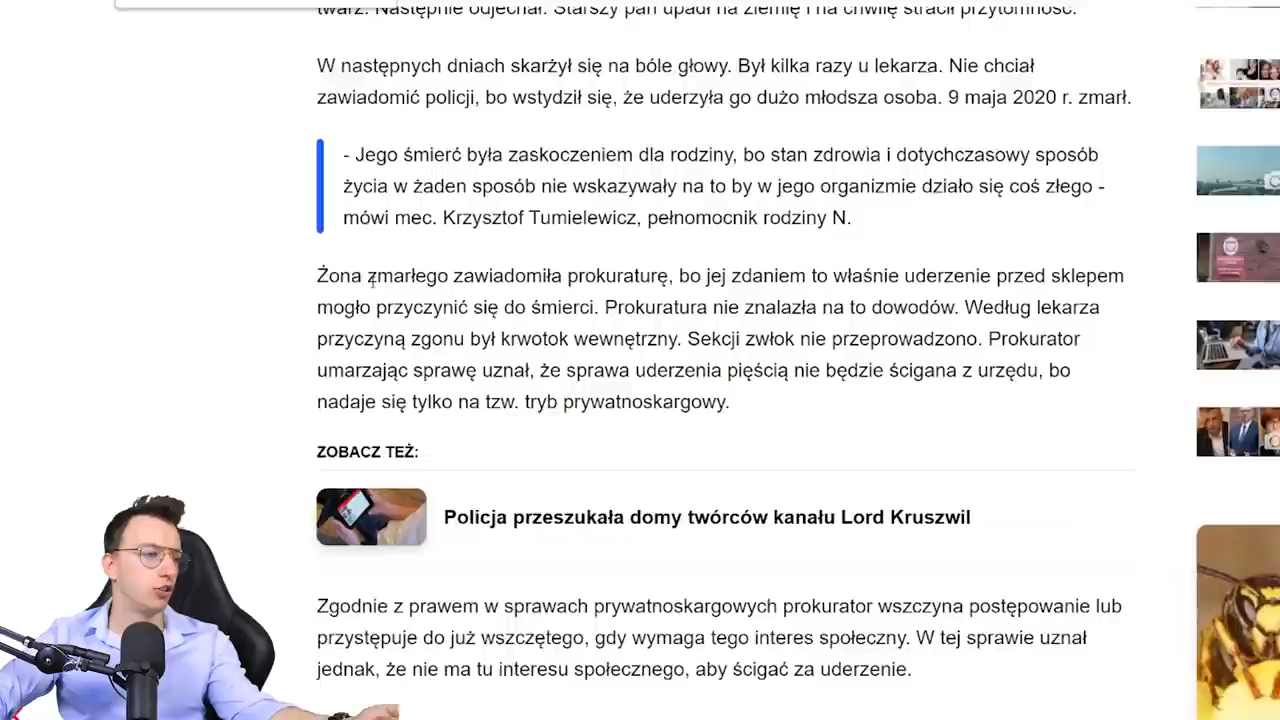 twarz. Następnie odjechał. Starszy pan upadł na ziemię i na chwilę stracił przytomność.
W następnych dniach skarżył się na bóle głowy. Był kilka razy u lekarza. Nie chciał
zawiadomić policji, bo wstydził się, że uderzyła go dużo młodsza osoba. 9 maja 2020 r. zmarł.
- Jego śmierć była zaskoczeniem dla rodziny, bo stan zdrowia i dotychczasowy sposób
życia w żaden sposób nie wskazywały na to by w jego organizmie działo się coś złego -
mówi mec. Krzysztof Tumielewicz, pełnomocnik rodziny N.
Żona zmarłego zawiadomiła prokuraturę, bo jej zdaniem to właśnie uderzenie przed sklepem
mogło przyczynić się do śmierci. Prokuratura nie znalazła na to dowodów. Według lekarza
przyczyną zgonu był krwotok wewnętrzny. Sekcji zwłok nie przeprowadzono. Prokurator
umarzając sprawę uznał, że sprawa uderzenia pięścią nie będzie ścigana z urzędu, bo
nadaje się tylko na tzw. tryb prywatnoskargowy.
ZOBACZ TEŻ:
Policja przeszukała domy twórców kanału Lord Kruszwil
Zgodnie z prawem w sprawach prywatnoskargowych prokurator wszczyna postępowanie lub
przystępuje do już wszczętego, gdy wymaga tego interes społeczny. W tej sprawie uznał
jednak, że nie ma tu interesu społecznego, aby ścigać za uderzenie.